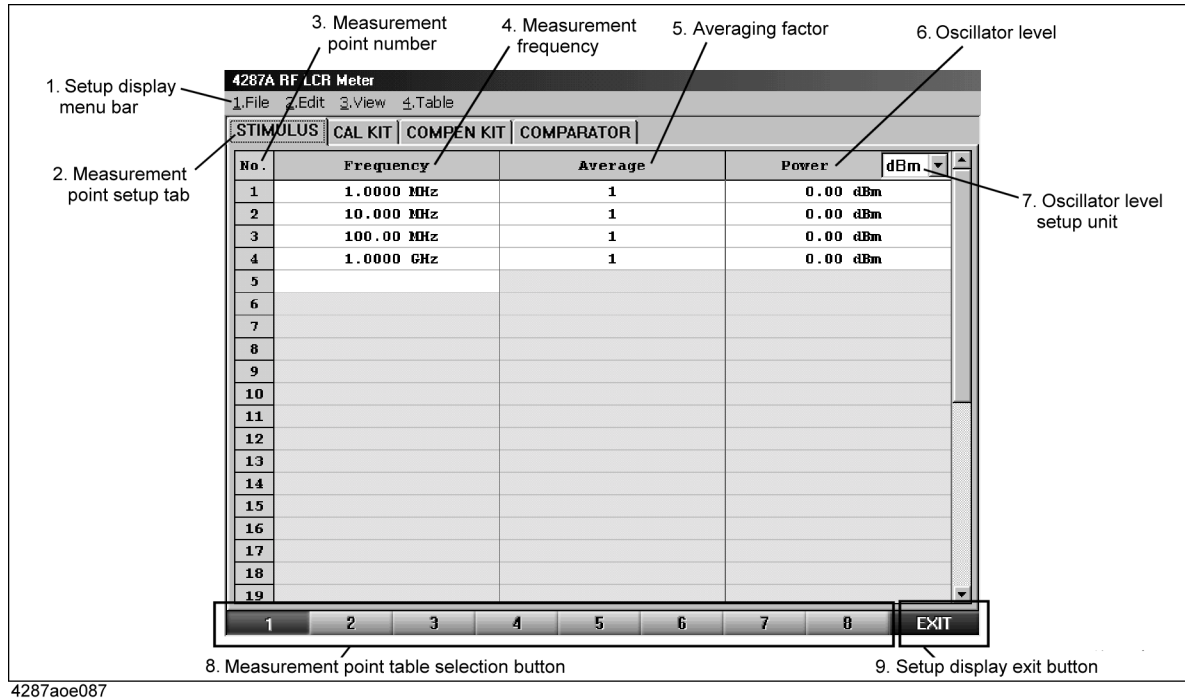 3. Measurement
point number
4. Measurement
frequency
5. Averaging factor
6. Oscillator level
1. Setup display
menu bar
2. Measurement
point setup tab
7. Oscillator level
setup unit
4287A RF LCR Meter
1.File 2.Edit 3.View 4.Table
STIMULUS CAL KIT COMPEN KIT COMPARATOR
No. Frequency Average Power dBm
1 1.0000 MHz 1 0.00 dBm
2 10.000 MHz 1 0.00 dBm
3 100.00 MHz 1 0.00 dBm
4 1.0000 GHz 1 0.00 dBm
5
6
7
8
9
10
11
12
13
14
15
16
17
18
19
1 2 3 4 5 6 7 8 EXIT
8. Measurement point table selection button
9. Setup display exit button
4287aoe087